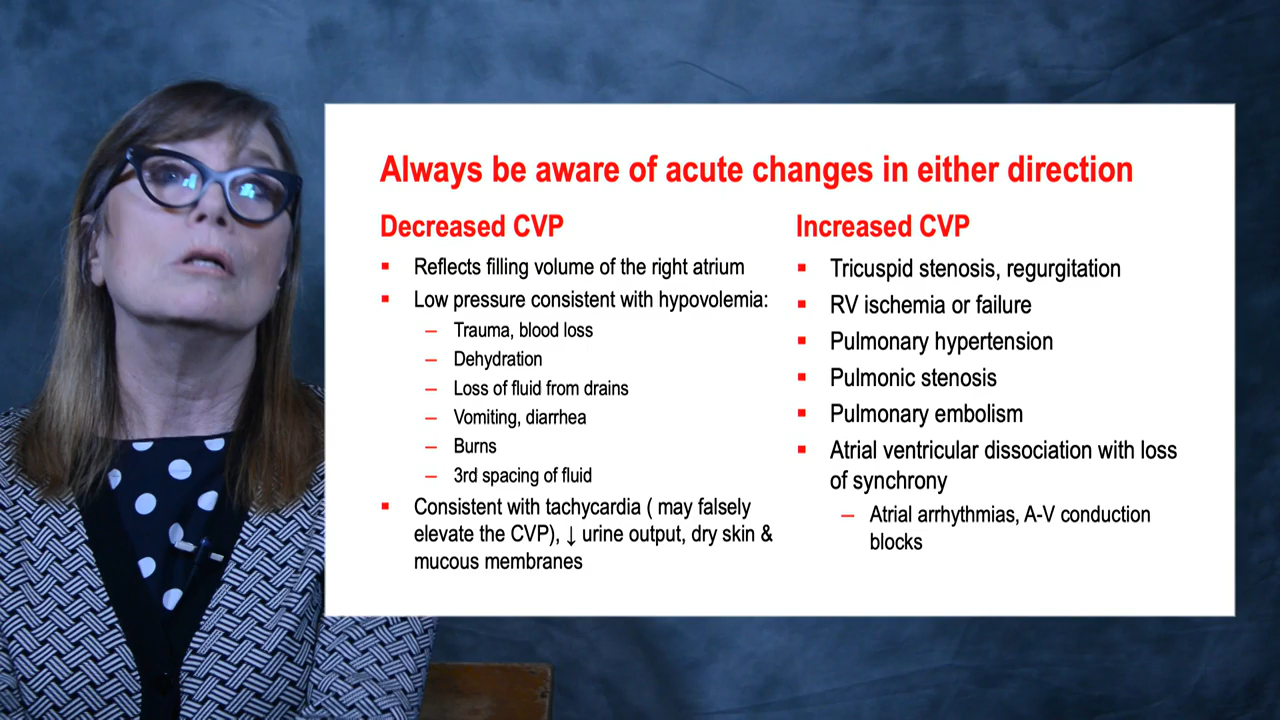 Always be aware of acute changes in either direction
Decreased CVP
▪ Reflects filling volume of the right atrium
▪ Low pressure consistent with hypovolemia:
– Trauma, blood loss
– Dehydration
– Loss of fluid from drains
– Vomiting, diarrhea
– Burns
– 3rd spacing of fluid
▪ Consistent with tachycardia ( may falsely
elevate the CVP), ↓ urine output, dry skin &
mucous membranes
Increased CVP
▪ Tricuspid stenosis, regurgitation
▪ RV ischemia or failure
▪ Pulmonary hypertension
▪ Pulmonic stenosis
▪ Pulmonary embolism
▪ Atrial ventricular dissociation with loss
of synchrony
– Atrial arrhythmias, A-V conduction
blocks